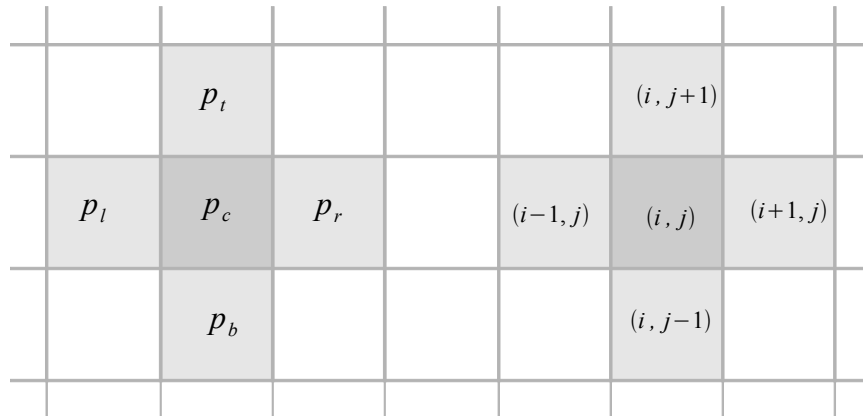 p_t (i, j+1)
p_l p_c p_r (i−1, j) (i, j) (i+1, j)
p_b (i, j−1)